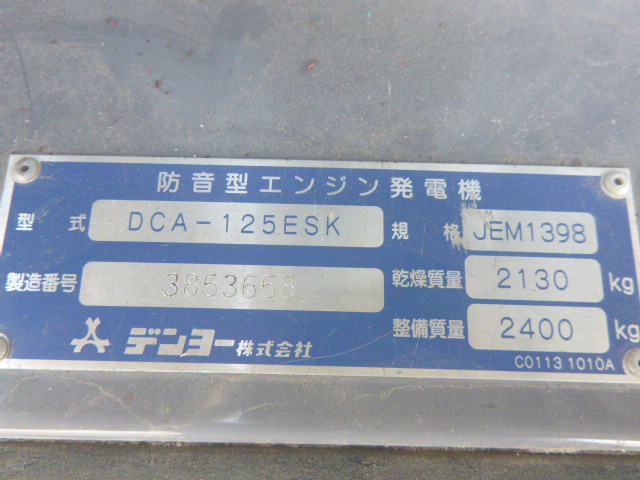 防音型エンジン発電機
型式 DCA-125ESK 規格 JEM1398
製造番号 3853658 乾燥質量 2130 kg
整備質量 2400 kg
デンヨー株式会社
C01131010A